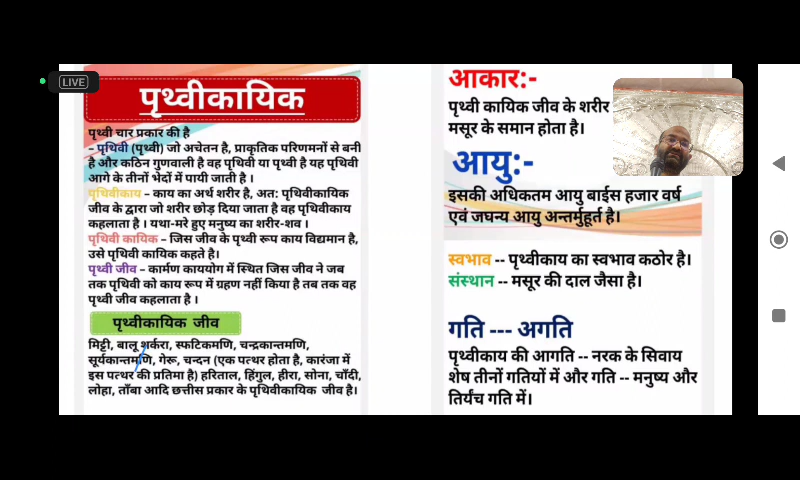 LIVE
पृथ्वीकायिक
पृथ्वी चार प्रकार की है
– पृथिवी (पृथ्वी) जो अचेतन है, प्राकृतिक परिणमनों से बनी
है और कठिन गुणवाली है वह पृथिवी या पृथ्वी है यह पृथिवी
आगे के तीनों भेदों में पायी जाती है ।
पृथिवीकाय – काय का अर्थ शरीर है, अतः पृथिवीकायिक
जीव के द्वारा जो शरीर छोड़ दिया जाता है वह पृथिवीकाय
कहलाता है । यथा-मरे हुए मनुष्य का शरीर-शव ।
पृथिवी कायिक – जिस जीव के पृथ्वी रूप काय विद्यमान है,
उसे पृथिवी कायिक कहते है।
पृथ्वी जीव – कार्मण काययोग में स्थित जिस जीव ने जब
तक पृथिवी को काय रूप में ग्रहण नहीं किया है तब तक वह
पृथ्वी जीव कहलाता है ।
पृथ्वीकायिक जीव
मिट्टी, बालू शर्करा, स्फटिकमणि, चन्द्रकान्तमणि,
सूर्यकान्तमणि, गेरू, चन्दन (एक पत्थर होता है, कारंजा में
इस पत्थर की प्रतिमा है) हरिताल, हिंगुल, हीरा, सोना, चाँदी,
लोहा, ताँबा आदि छत्तीस प्रकार के पृथिवीकायिक जीव है।
आकार:-
पृथ्वी कायिक जीव के शरीर
मसूर के समान होता है।
आयु:-
इसकी अधिकतम आयु बाईस हजार वर्ष
एवं जघन्य आयु अन्तर्मुहूर्त है।
स्वभाव -- पृथ्वीकाय का स्वभाव कठोर है।
संस्थान -- मसूर की दाल जैसा है।
गति --- अगति
पृथ्वीकाय की आगति -- नरक के सिवाय
शेष तीनों गतियों में और गति -- मनुष्य और
तिर्यंच गति में।